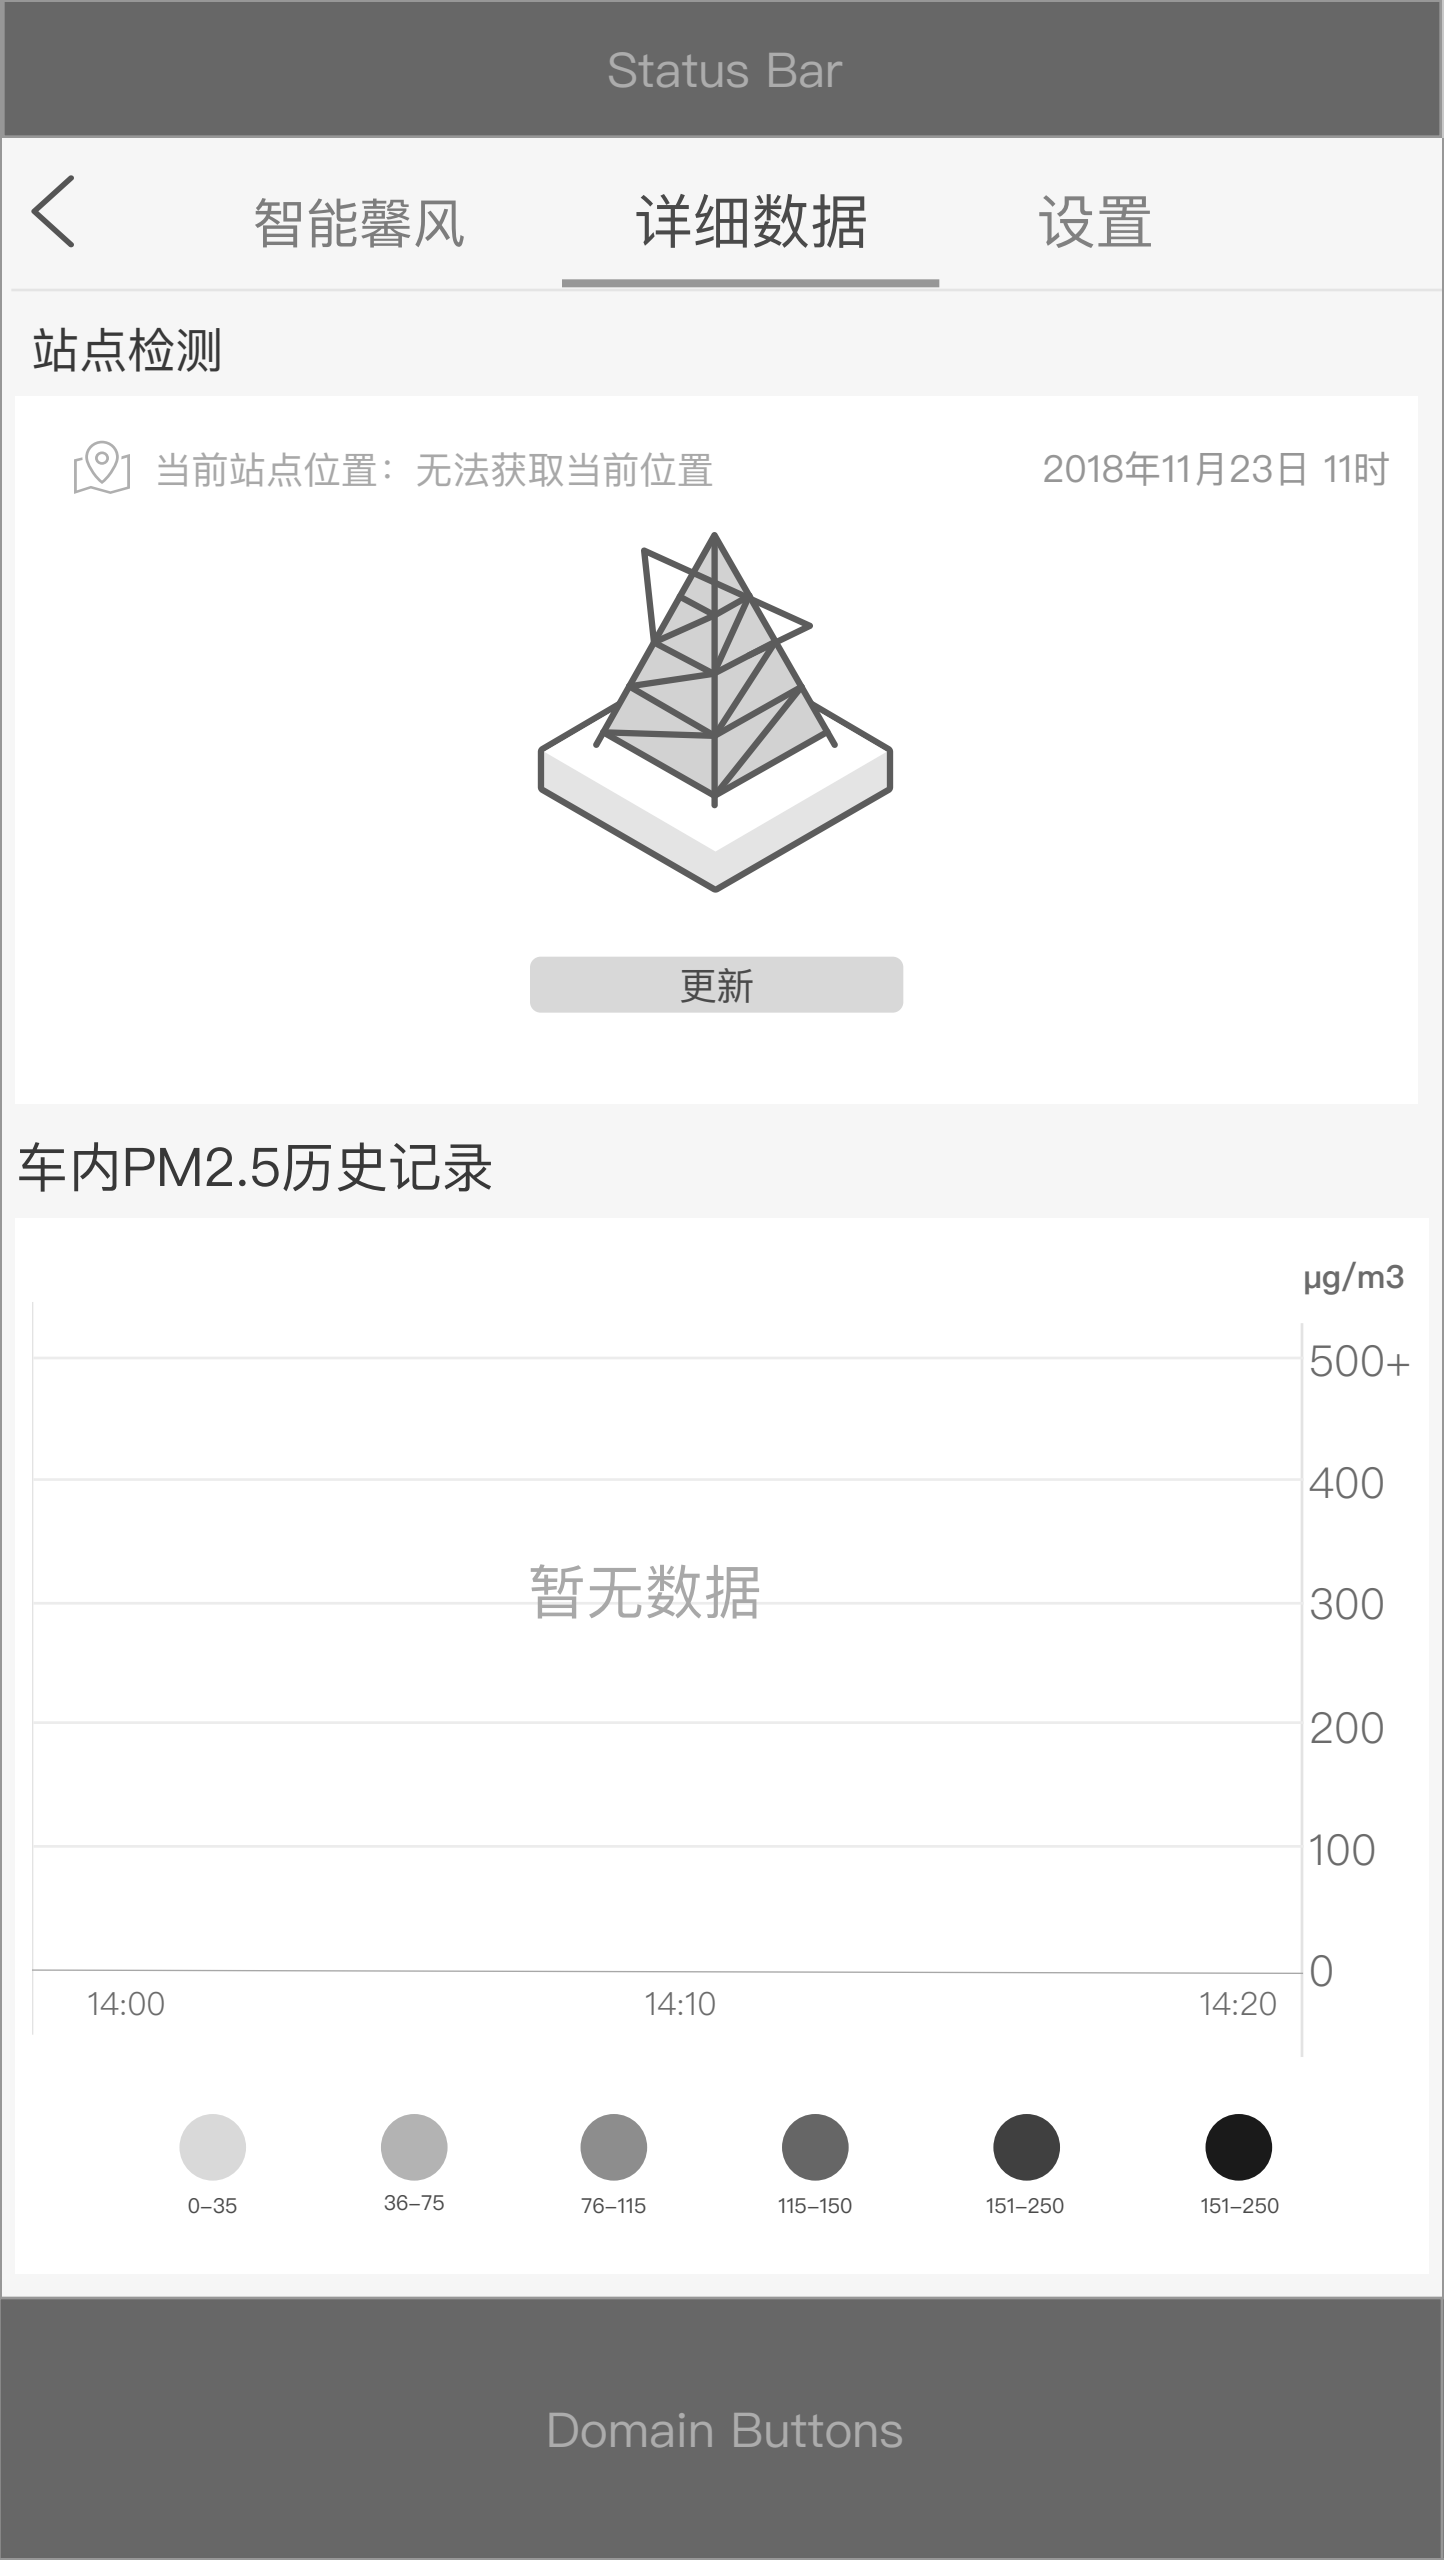 Status Bar
智能馨风 详细数据 设置
站点检测
当前站点位置：无法获取当前位置 2018年11月23日 11时
更新
车内PM2.5历史记录
μg/m3
500+
400
暂无数据
300
200
100
0
14:00 14:10 14:20
0-35 36-75 76-115 115-150 151-250 151-250
Domain Buttons